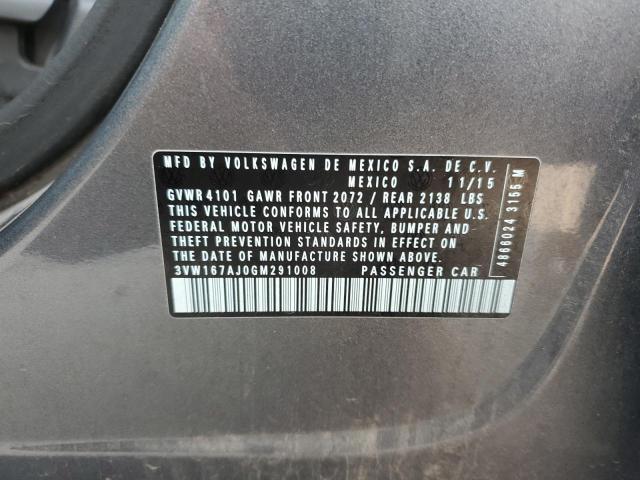 MFD BY VOLKSWAGEN DE MEXICO S.A. DE C.V.
MEXICO 11/15
GVWR 4101 GAWR FRONT 2072 / REAR 2138 LBS
THIS VEHICLE CONFORMS TO ALL APPLICABLE U.S.
FEDERAL MOTOR VEHICLE SAFETY, BUMPER AND
THEFT PREVENTION STANDARDS IN EFFECT ON
THE DATE OF MANUFACTURE SHOWN ABOVE.
3VW167AJ0GM291008 PASSENGER CAR
4866024 3155 M